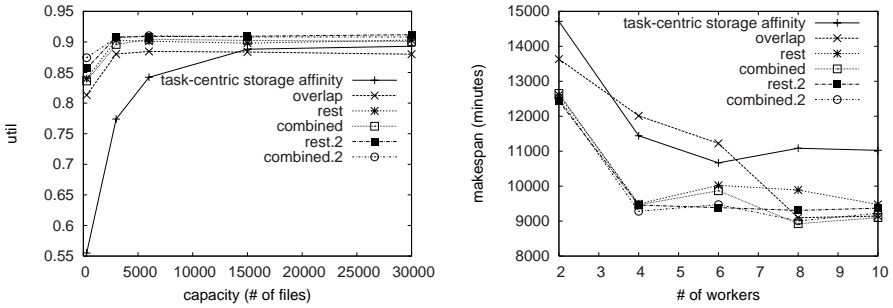 0.95
0.9
0.85
0.8
0.75
0.7
0.65
0.6
0.55
util
0 5000 10000 15000 20000 25000 30000
capacity (# of files)
task-centric storage affinity
overlap
rest
combined
rest.2
combined.2
15000
14000
13000
12000
11000
10000
9000
8000
makespan (minutes)
2 3 4 5 6 7 8 9 10
# of workers
task-centric storage affinity
overlap
rest
combined
rest.2
combined.2